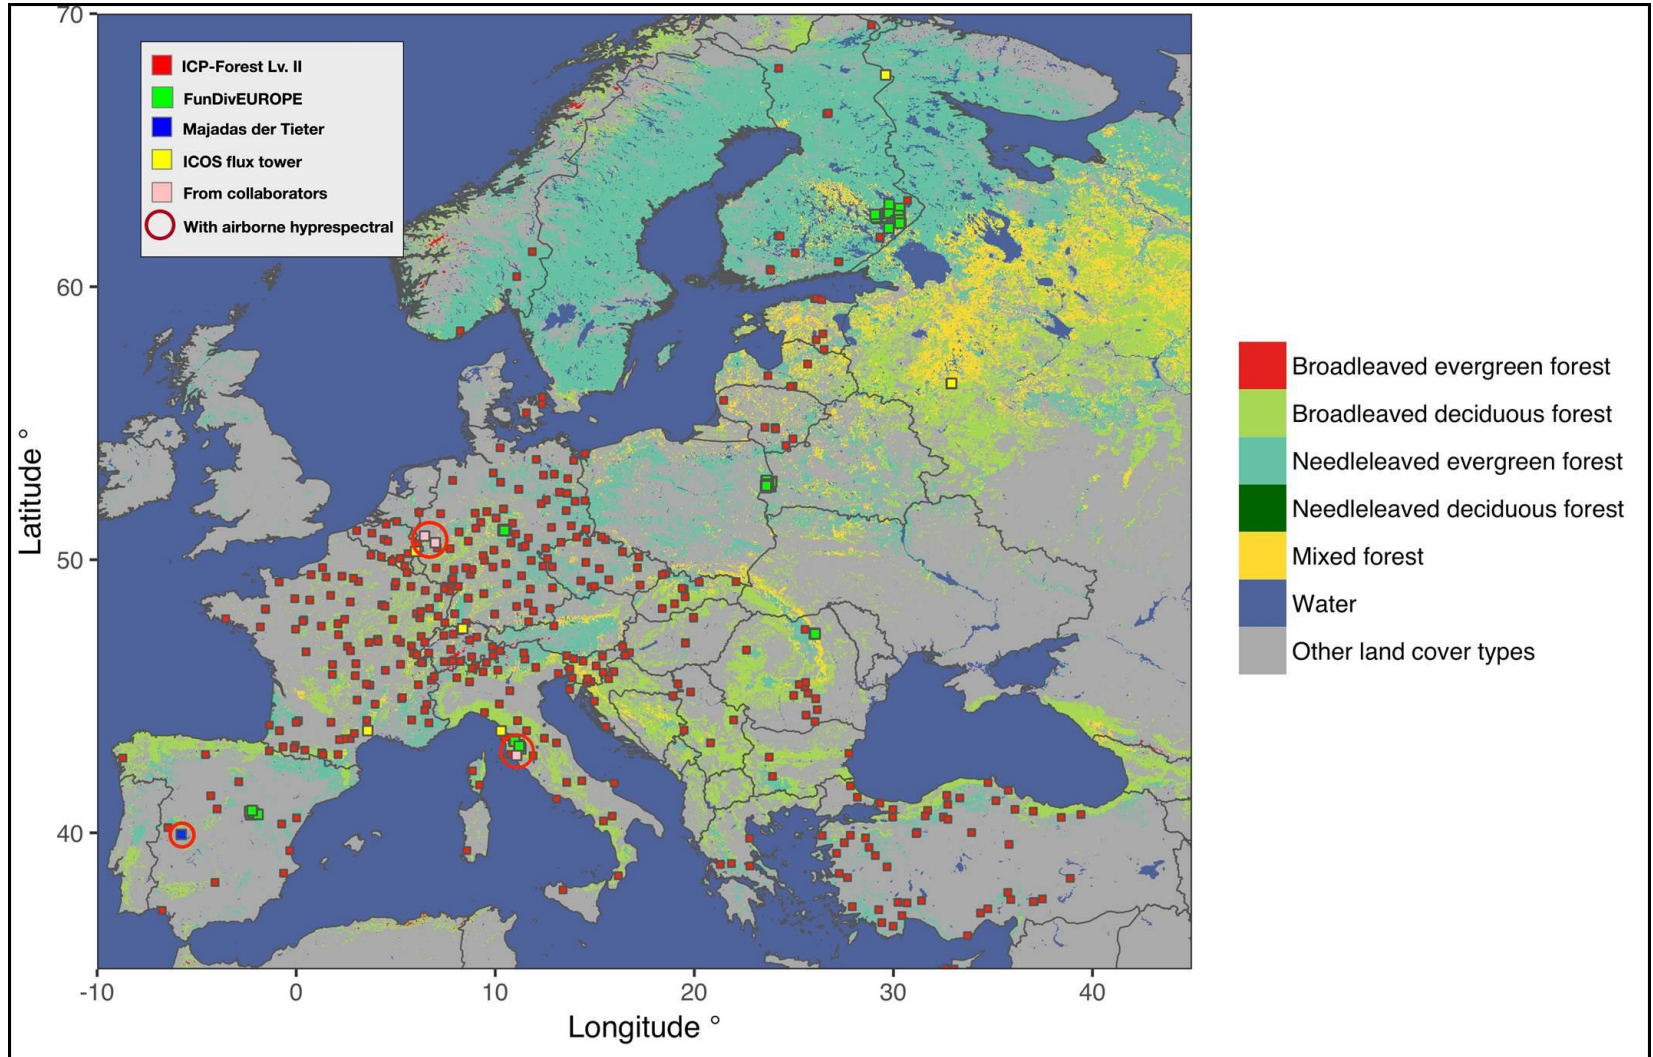 70
60
50
40
Latitude °
ICP-Forest Lv. II
FunDivEUROPE
Majadas der Tieter
ICOS flux tower
From collaborators
With airborne hyprespectral
-10
0
10
20
30
40
Longitude °
Broadleaved evergreen forest
Broadleaved deciduous forest
Needleleaved evergreen forest
Needleleaved deciduous forest
Mixed forest
Water
Other land cover types